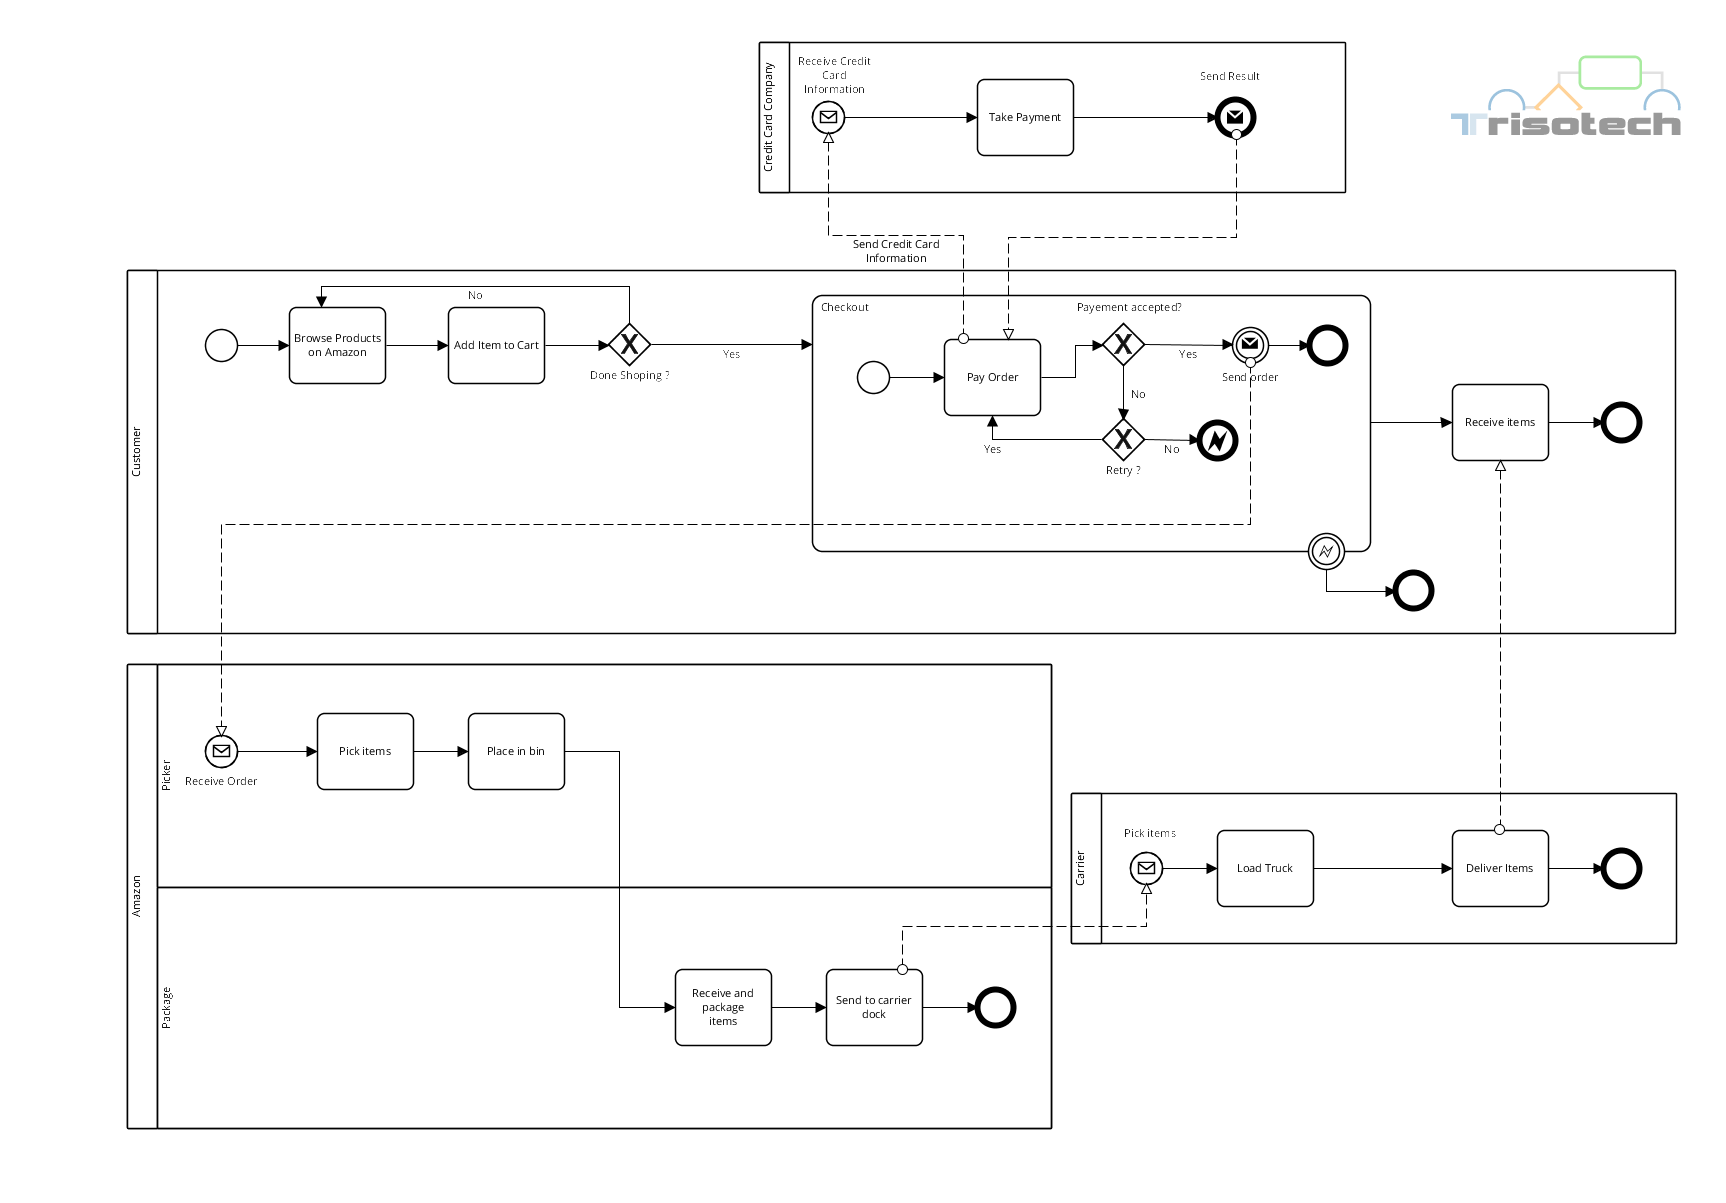 Credit Card Company
Receive Credit
Card
Information
Take Payment
Send Result
Trisotech
Send Credit Card
Information
Customer
Browse Products
on Amazon
Add Item to Cart
No
Done Shoping ?
Yes
Checkout
Pay Order
Payement accepted?
Yes
Send order
No
Yes
Retry ?
No
Receive items
Amazon
Picker
Receive Order
Pick items
Place in bin
Package
Receive and
package
items
Send to carrier
dock
Carrier
Pick items
Load Truck
Deliver Items